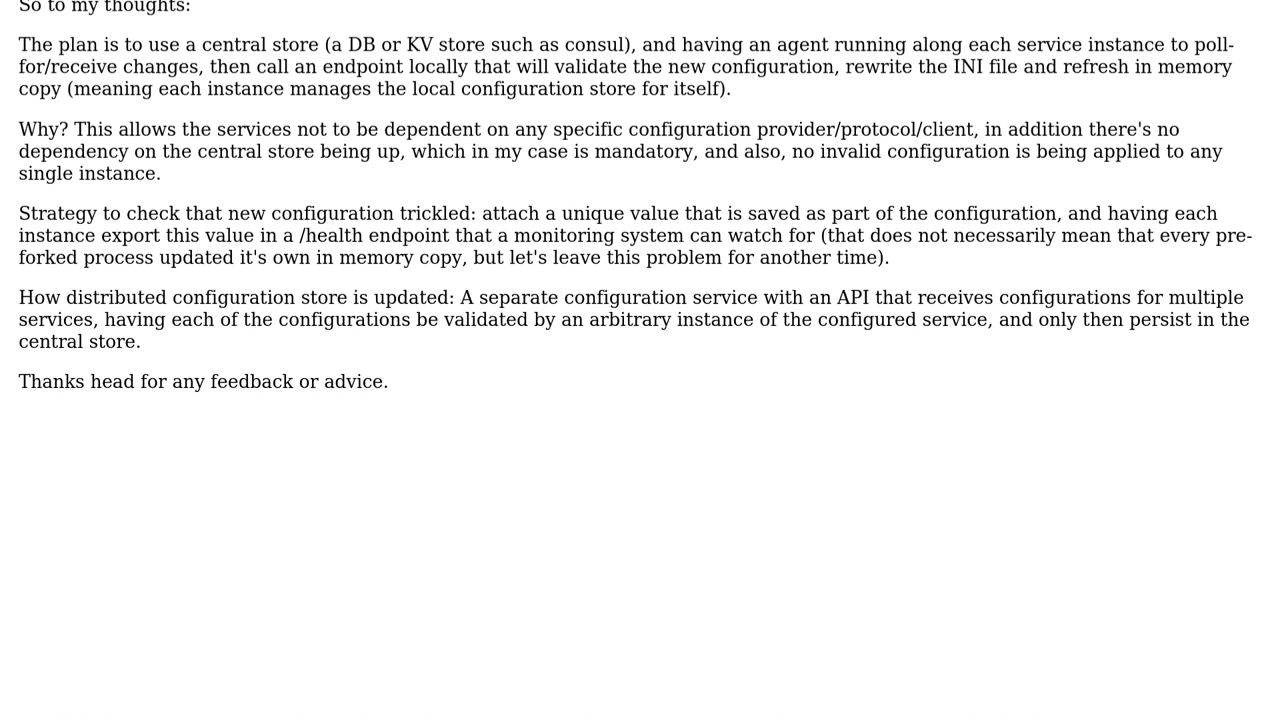 So to my thoughts:
The plan is to use a central store (a DB or KV store such as consul), and having an agent running along each service instance to poll-
for/receive changes, then call an endpoint locally that will validate the new configuration, rewrite the INI file and refresh in memory
copy (meaning each instance manages the local configuration store for itself).
Why? This allows the services not to be dependent on any specific configuration provider/protocol/client, in addition there's no
dependency on the central store being up, which in my case is mandatory, and also, no invalid configuration is being applied to any
single instance.
Strategy to check that new configuration trickled: attach a unique value that is saved as part of the configuration, and having each
instance export this value in a /health endpoint that a monitoring system can watch for (that does not necessarily mean that every pre-
forked process updated it's own in memory copy, but let's leave this problem for another time).
How distributed configuration store is updated: A separate configuration service with an API that receives configurations for multiple
services, having each of the configurations be validated by an arbitrary instance of the configured service, and only then persist in the
central store.
Thanks head for any feedback or advice.